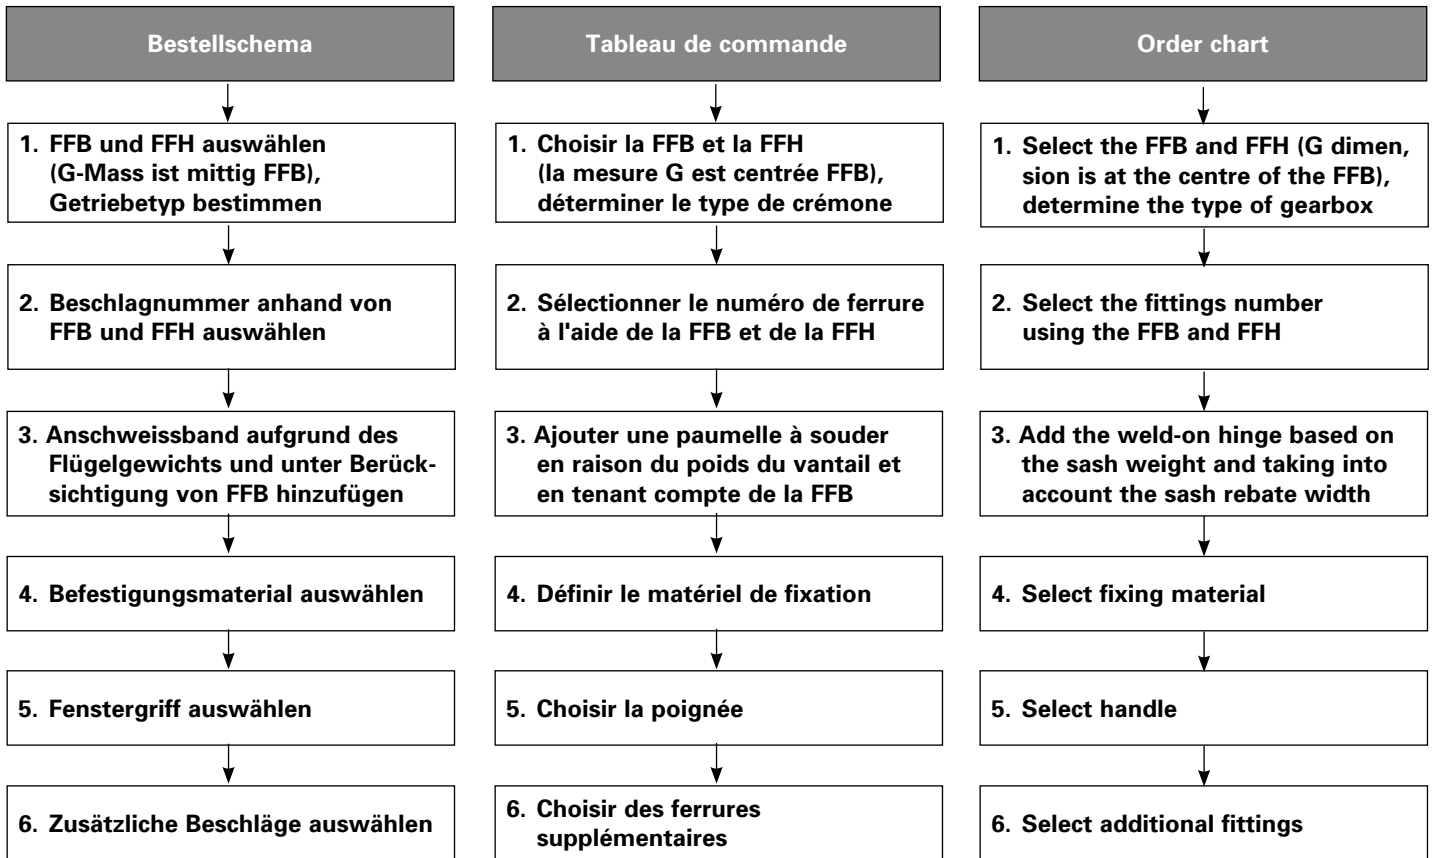 Bestellschema
1. FFB und FFH auswählen
(G-Mass ist mittig FFB),
Getriebetyp bestimmen
2. Beschlagnummer anhand von
FFB und FFH auswählen
3. Anschweissband aufgrund des
Flügelgewichts und unter Berück-
sichtigung von FFB hinzufügen
4. Befestigungsmaterial auswählen
5. Fenstergriff auswählen
6. Zusätzliche Beschläge auswählen
Tableau de commande
1. Choisir la FFB et la FFH
(la mesure G est centrée FFB),
déterminer le type de crémone
2. Sélectionner le numéro de ferrure
à l'aide de la FFB et de la FFH
3. Ajouter une paumelle à souder
en raison du poids du vantail et
en tenant compte de la FFB
4. Définir le matériel de fixation
5. Choisir la poignée
6. Choisir des ferrures
supplémentaires
Order chart
1. Select the FFB and FFH (G dimen,
sion is at the centre of the FFB),
determine the type of gearbox
2. Select the fittings number
using the FFB and FFH
3. Add the weld-on hinge based on
the sash weight and taking into
account the sash rebate width
4. Select fixing material
5. Select handle
6. Select additional fittings